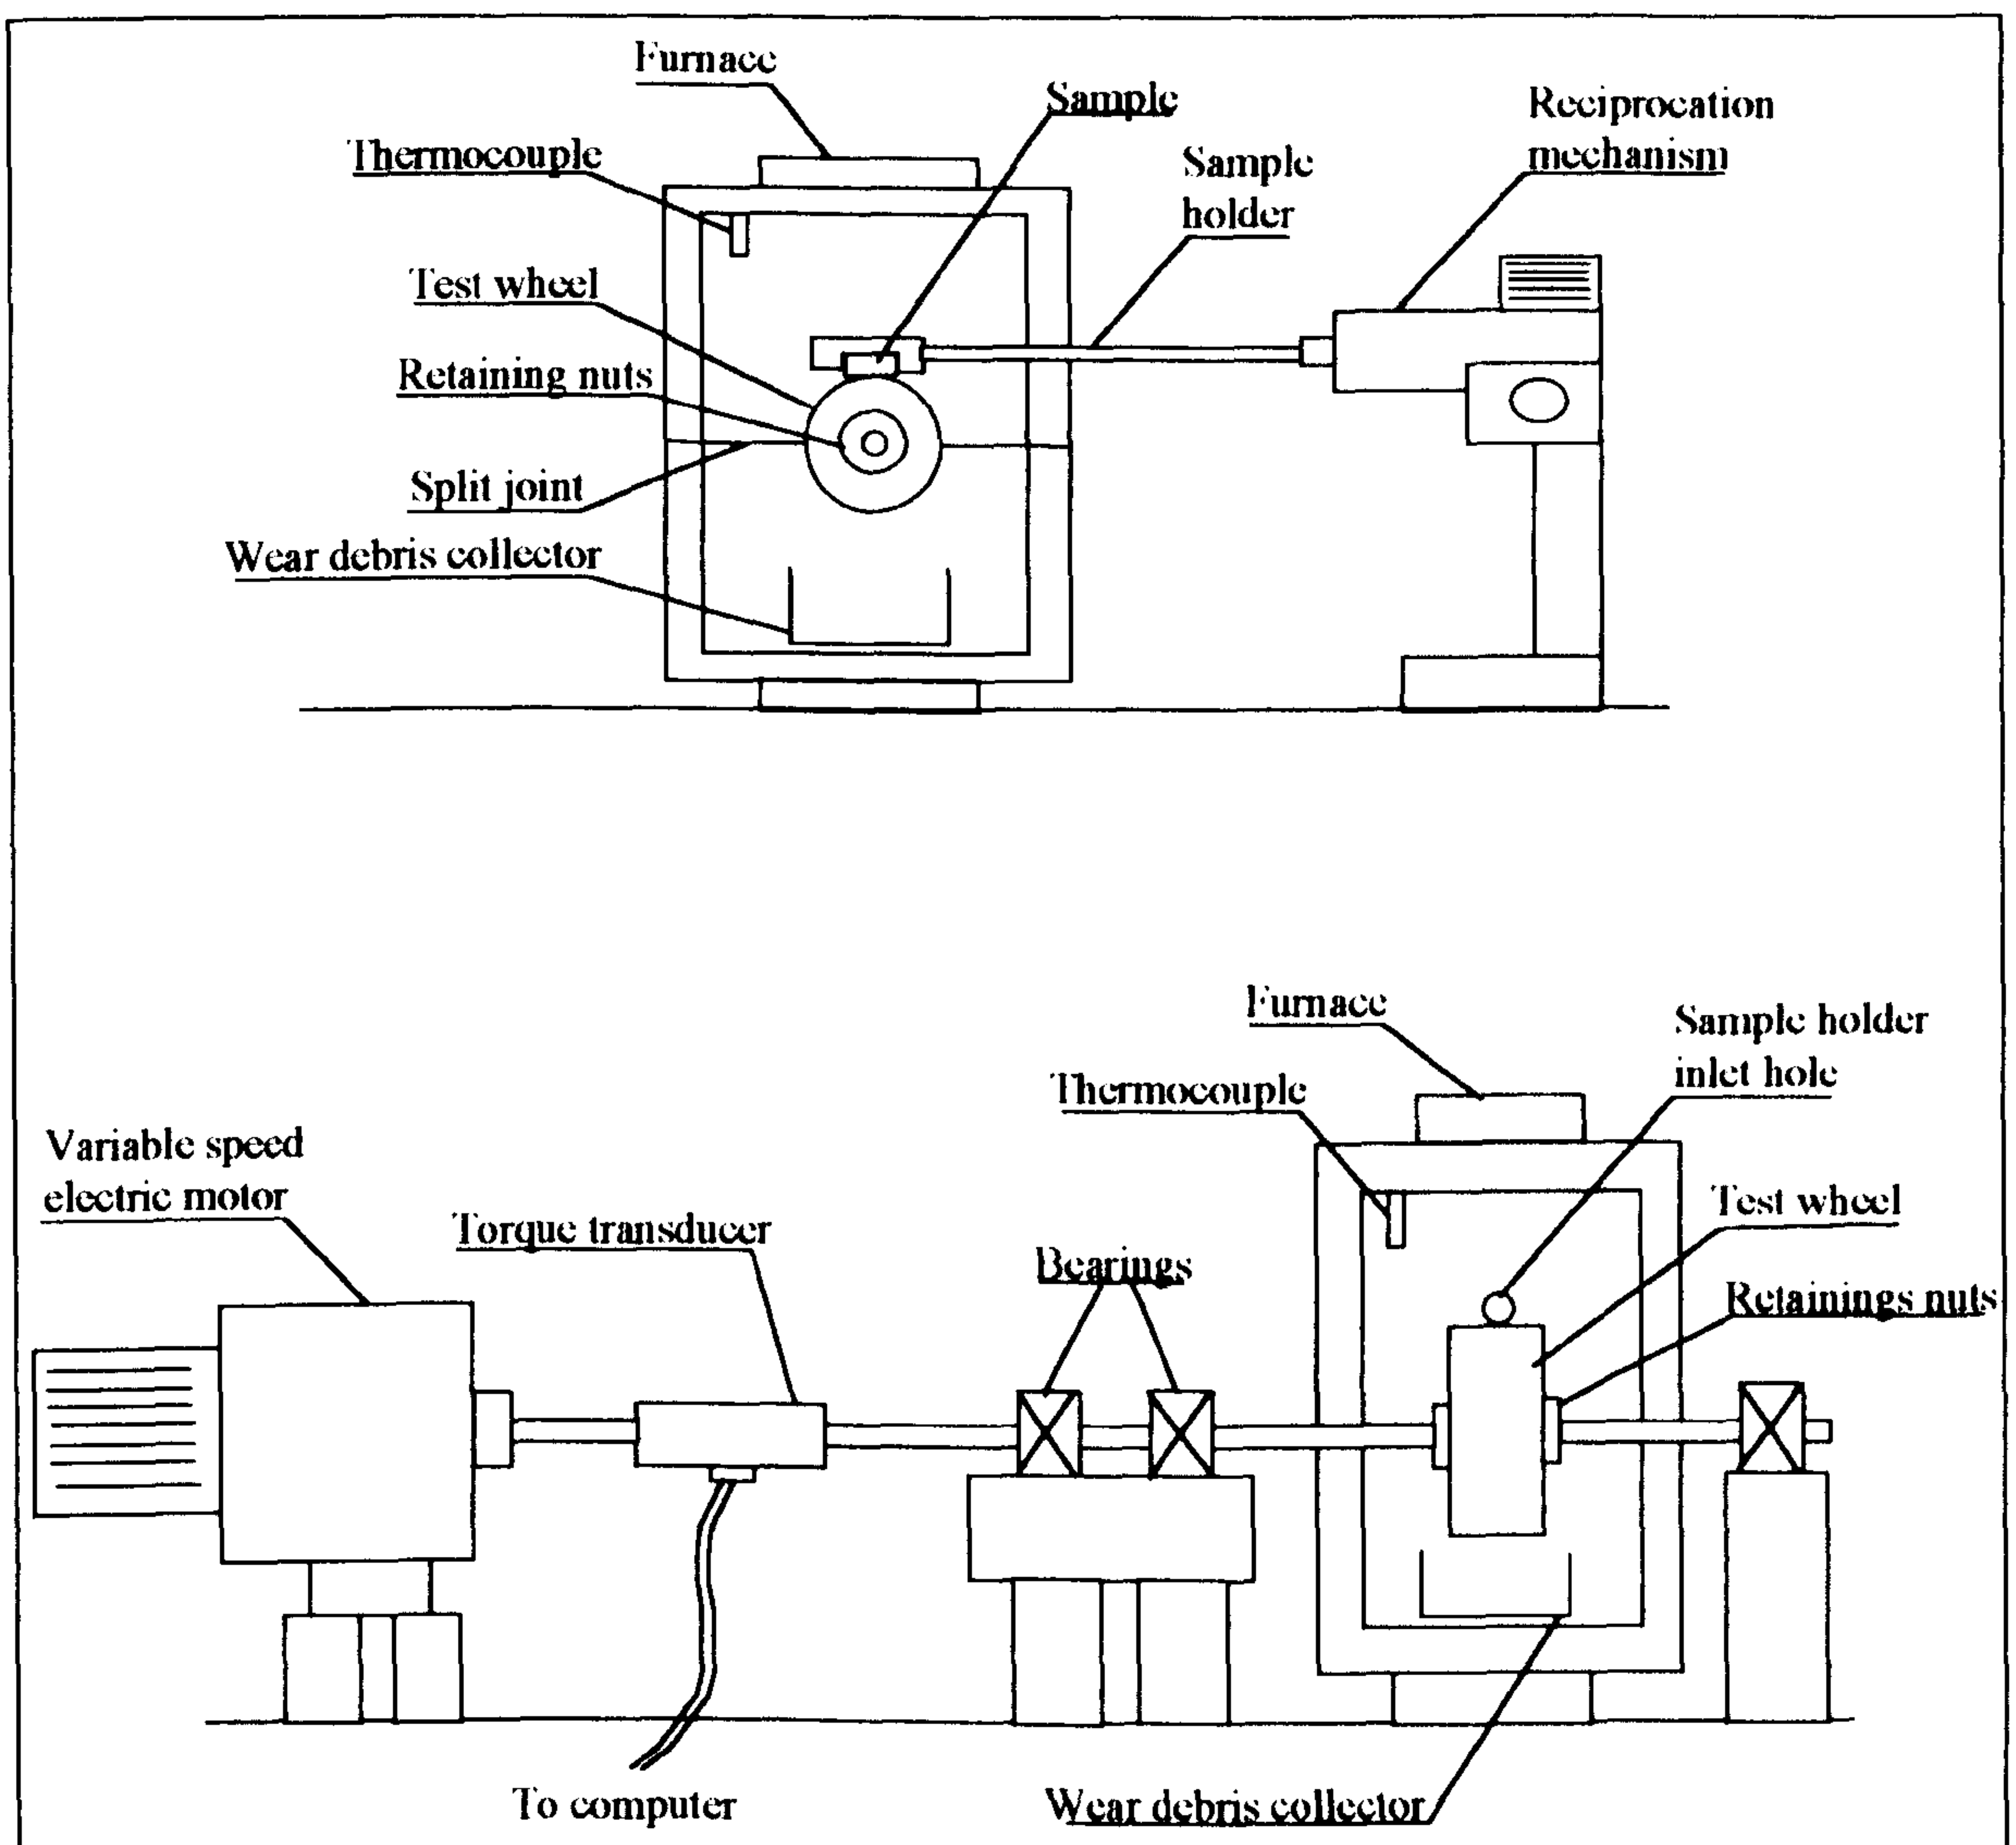 Furnace
Sample
Reciprocation
mechanism
Thermocouple
Sample
holder
Test wheel
Retaining nuts
Split joint
Wear debris collector
Furnace
Sample holder
inlet hole
Thermocouple
Variable speed
electric motor
Test wheel
Torque transducer
Bearings
Retainings nuts
To computer
Wear debris collector